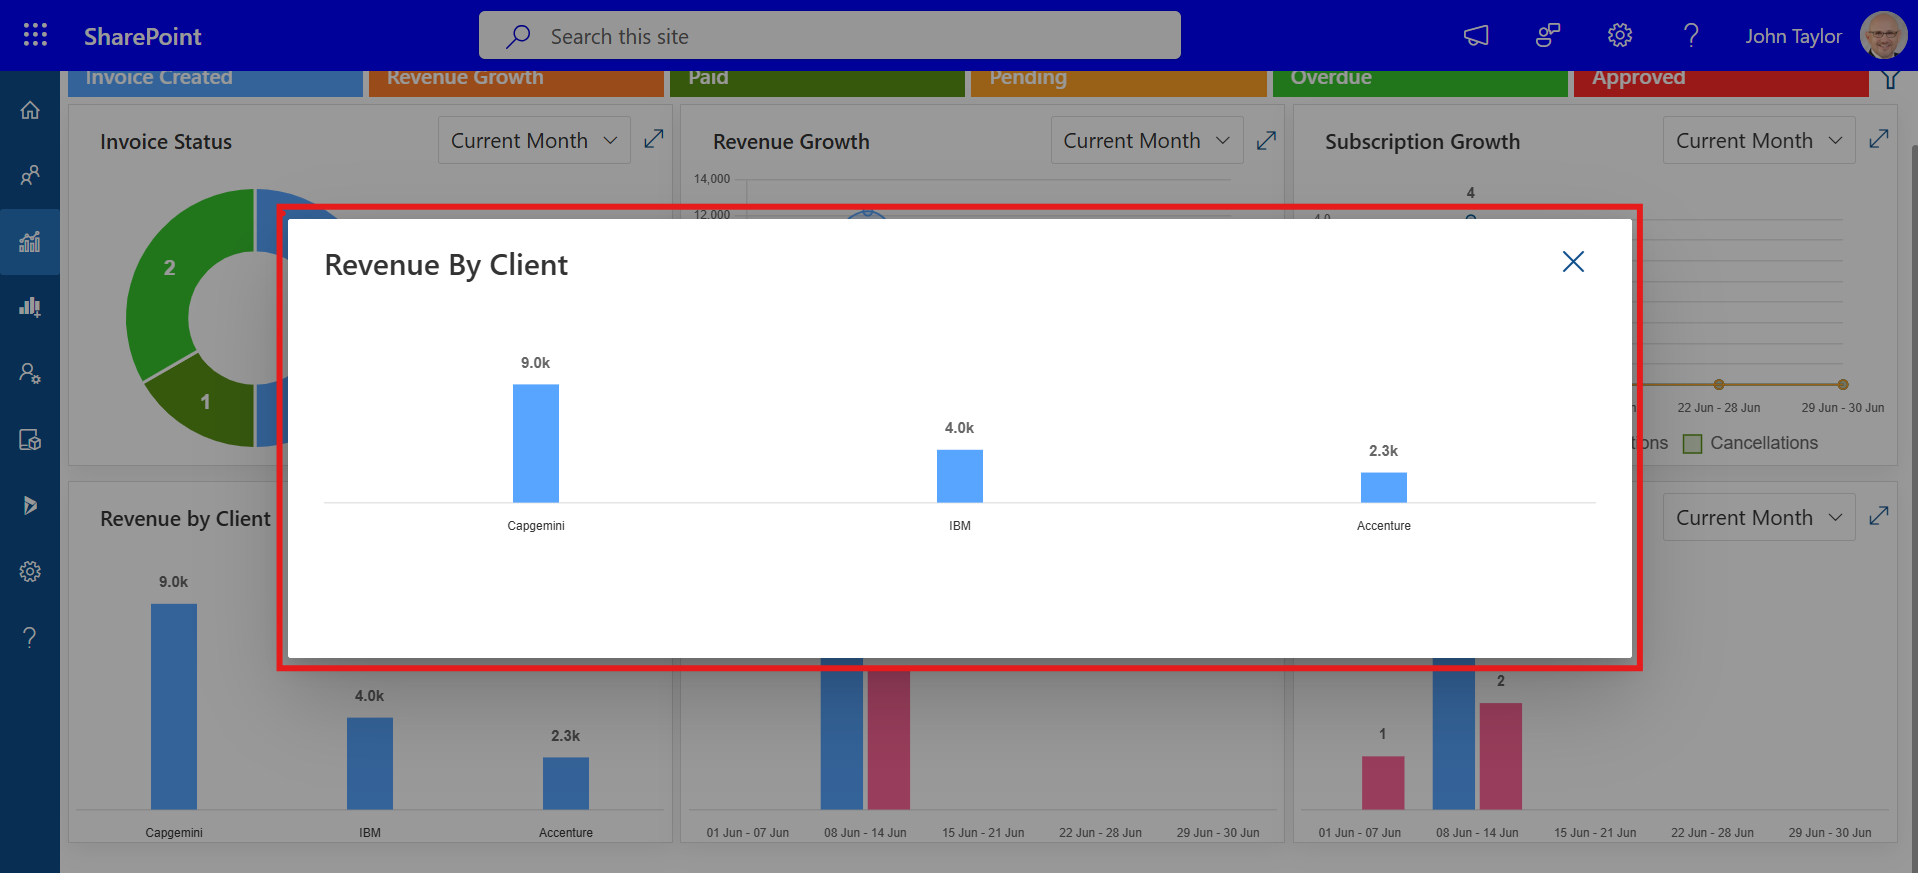 SharePoint
Search this site
John Taylor
Invoice Created
Revenue Growth
Paid
Pending
Overdue
Approved
Invoice Status
Current Month
Revenue Growth
Current Month
Subscription Growth
Current Month
2
1
14,000
12,000
4
4.0
22 Jun - 28 Jun
29 Jun - 30 Jun
Cancellations
Revenue By Client
9.0k
4.0k
2.3k
Capgemini
IBM
Accenture
Revenue by Client
Current Month
9.0k
4.0k
2.3k
Capgemini
IBM
Accenture
01 Jun - 07 Jun
08 Jun - 14 Jun
15 Jun - 21 Jun
22 Jun - 28 Jun
29 Jun - 30 Jun
1
2
01 Jun - 07 Jun
08 Jun - 14 Jun
15 Jun - 21 Jun
22 Jun - 28 Jun
29 Jun - 30 Jun